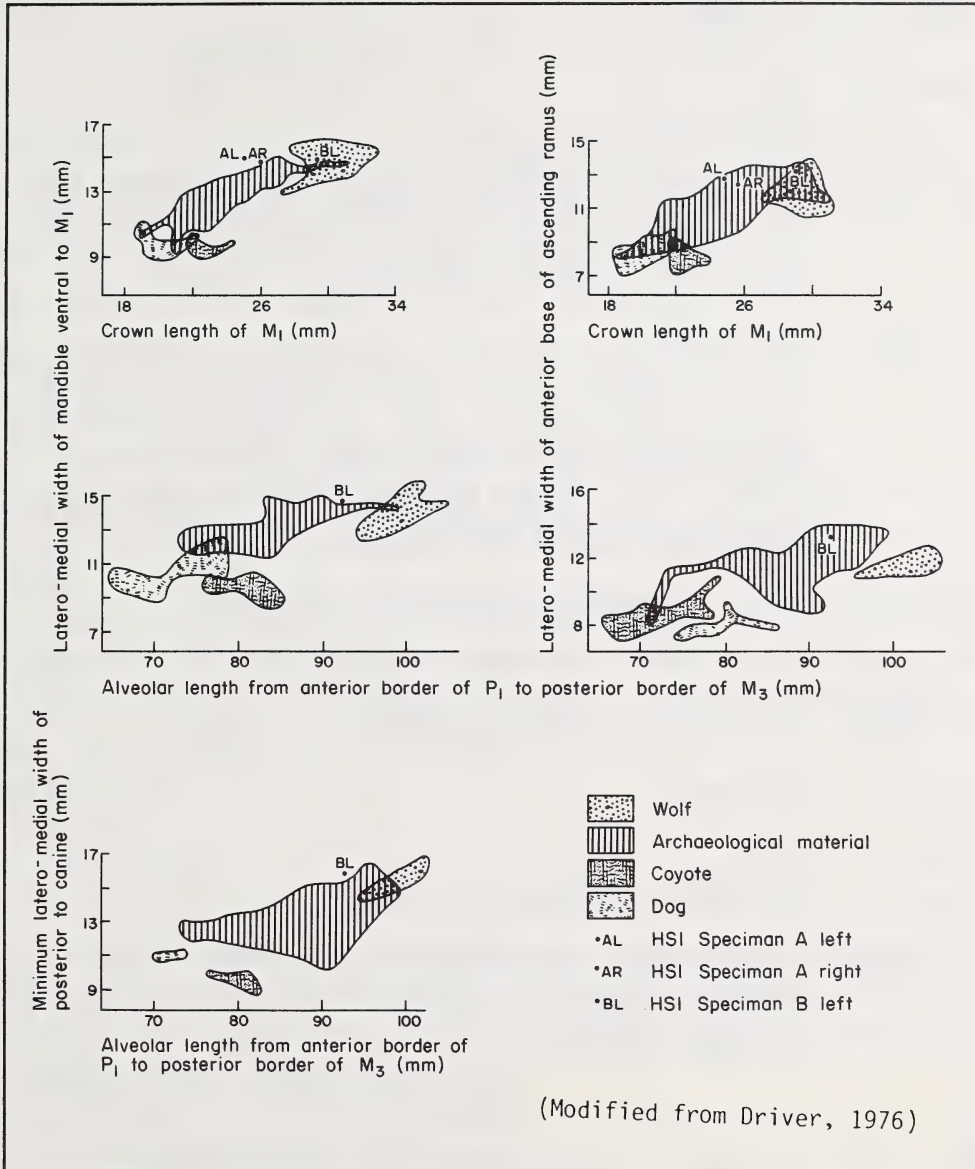 Latero-medial width of mandible ventral to M1 (mm)
17
13
9
AL
AR
BL
18
26
34
Crown length of M1 (mm)
Latero-medial width of anterior base of ascending ramus (mm)
15
11
7
AL
AR
BL
18
26
34
Crown length of M1 (mm)
15
11
7
BL
70
80
90
100
16
12
8
BL
70
80
90
100
Alveolar length from anterior border of P1 to posterior border of M3 (mm)
Minimum latero-medial width of
posterior to canine (mm)
17
13
9
BL
70
80
90
100
Alveolar length from anterior border of
P1 to posterior border of M3 (mm)
Wolf
Archaeological material
Coyote
Dog
•AL HSI Speciman A left
•AR HSI Speciman A right
•BL HSI Speciman B left
(Modified from Driver, 1976)